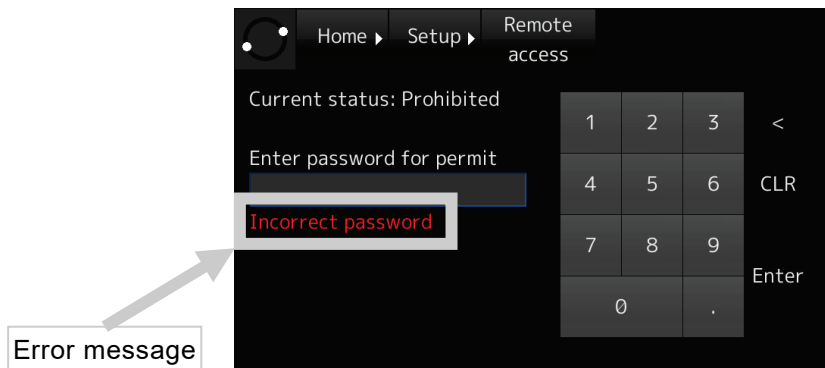 Home Setup Remote
access
Current status: Prohibited
Enter password for permit
Incorrect password
1 2 3 <
4 5 6 CLR
7 8 9
Enter
0 .
Error message